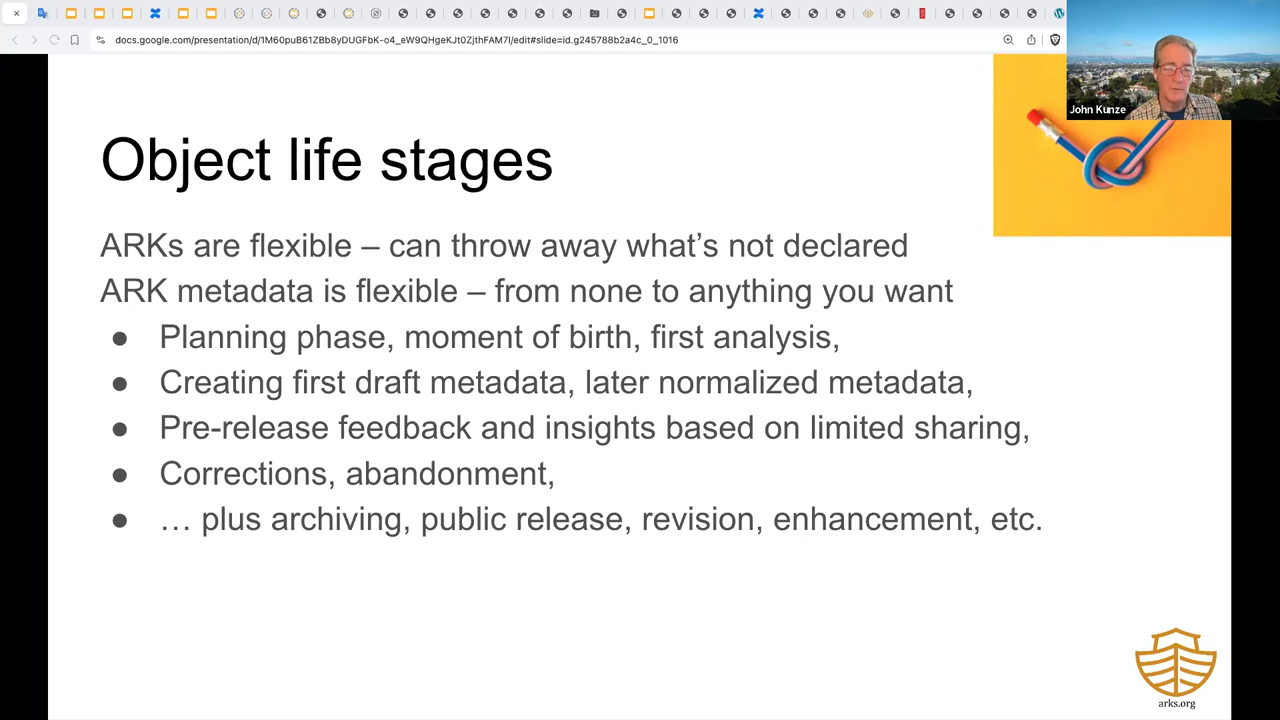 docs.google.com/presentation/d/1M60puB61ZBb8yDUGFbK-o4_eW9QHgeKJt0ZjthFAM7I/edit#slide=id.g245788b2a4c_0_1016
John Kunze
Object life stages
ARKs are flexible – can throw away what’s not declared
ARK metadata is flexible – from none to anything you want
● Planning phase, moment of birth, first analysis,
● Creating first draft metadata, later normalized metadata,
● Pre-release feedback and insights based on limited sharing,
● Corrections, abandonment,
● … plus archiving, public release, revision, enhancement, etc.
arks.org